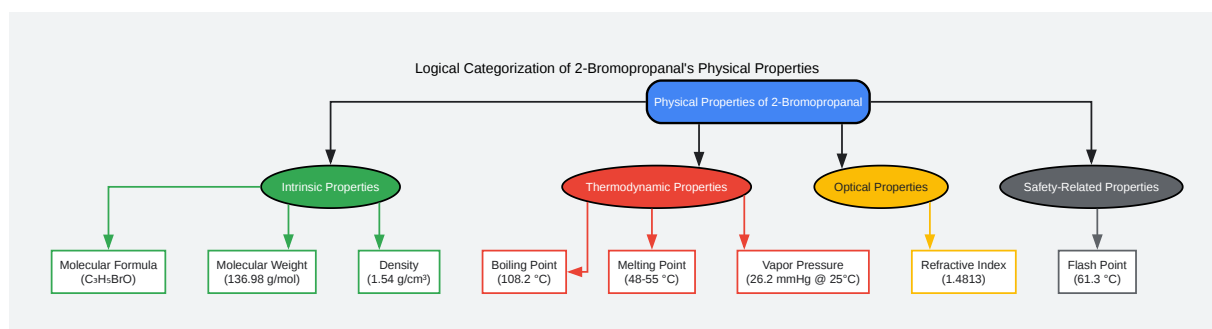 Logical Categorization of 2-Bromopropanal's Physical Properties
Physical Properties of 2-Bromopropanal
Intrinsic Properties
Thermodynamic Properties
Optical Properties
Safety-Related Properties
Molecular Formula
(C₃H₅BrO)
Molecular Weight
(136.98 g/mol)
Density
(1.54 g/cm³)
Boiling Point
(108.2 °C)
Melting Point
(48-55 °C)
Vapor Pressure
(26.2 mmHg @ 25°C)
Refractive Index
(1.4813)
Flash Point
(61.3 °C)